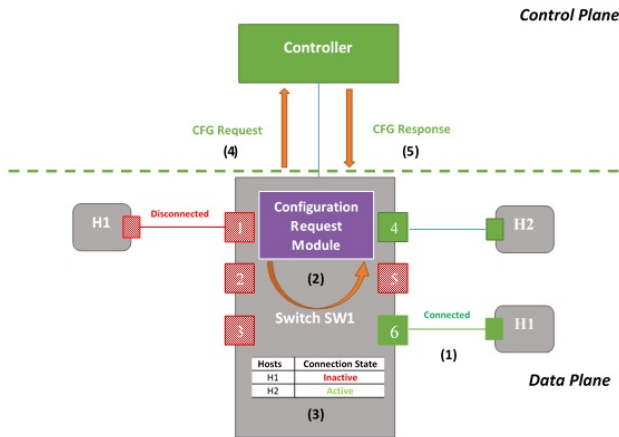 Control Plane
Controller
CFG Request
CFG Response
(4)
(5)
H1
Disconnected
1
Configuration
Request
Module
4
H2
2
(2)
5
Switch SW1
3
6
Connected
H1
(1)
Hosts Connection State
H1 Inactive
H2 Active
(3)
Data Plane